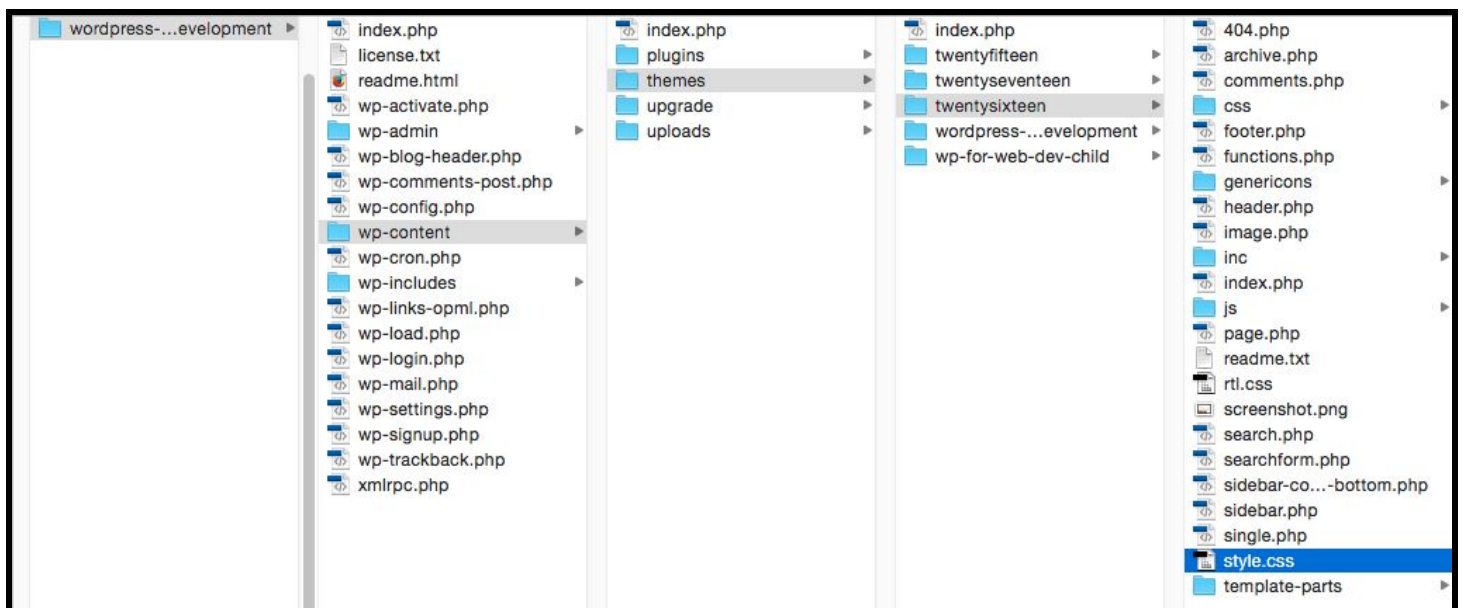 wordpress-...evelopment
index.php
license.txt
readme.html
wp-activate.php
wp-admin
wp-blog-header.php
wp-comments-post.php
wp-config.php
wp-content
wp-cron.php
wp-includes
wp-links-opml.php
wp-load.php
wp-login.php
wp-mail.php
wp-settings.php
wp-signup.php
wp-trackback.php
xmlrpc.php
index.php
plugins
themes
upgrade
uploads
index.php
twentyfifteen
twentyseventeen
twentysixteen
wordpress-...evelopment
wp-for-web-dev-child
404.php
archive.php
comments.php
css
footer.php
functions.php
genericons
header.php
image.php
inc
index.php
js
page.php
readme.txt
rtl.css
screenshot.png
search.php
searchform.php
sidebar-co...-bottom.php
sidebar.php
single.php
style.css
template-parts